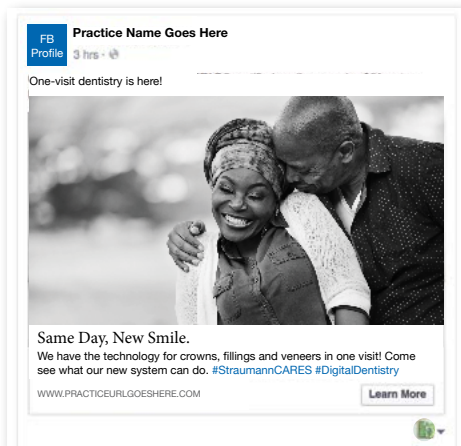 FB
Profile
Practice Name Goes Here
3 hrs ·
One-visit dentistry is here!
Same Day, New Smile.
We have the technology for crowns, fillings and veneers in one visit! Come
see what our new system can do. #StraumannCARES #DigitalDentistry
WWW.PRACTICEURLGOESHERE.COM
Learn More